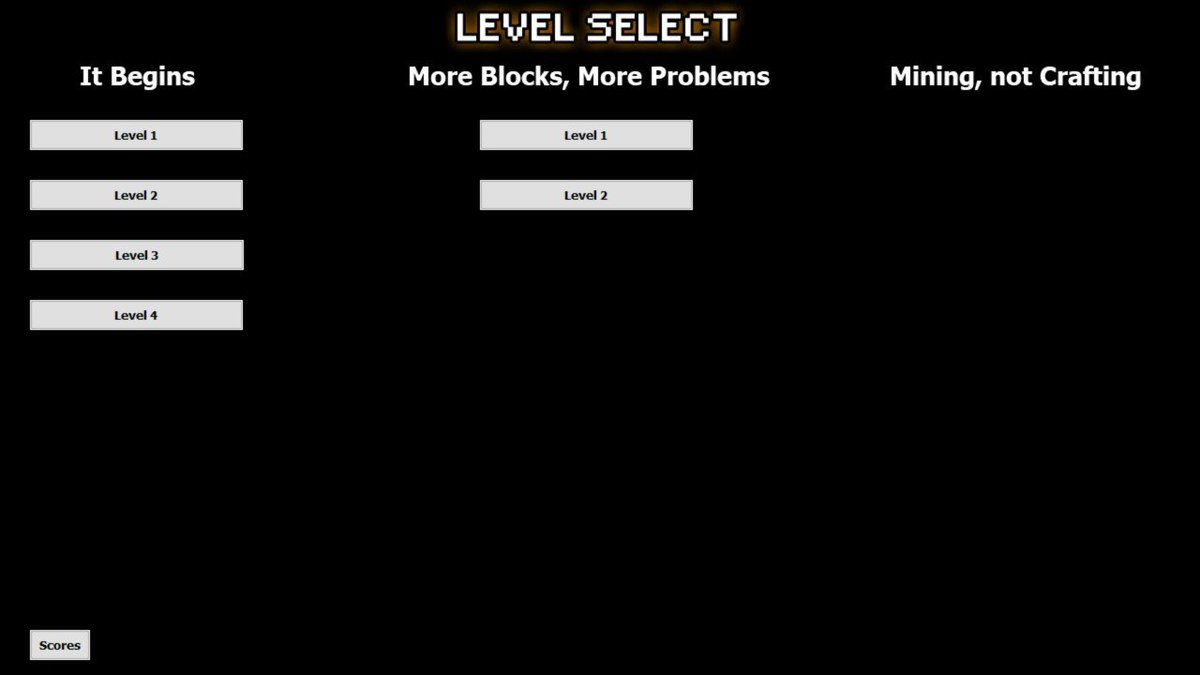 LEVEL SELECT
It Begins
Level 1
Level 2
Level 3
Level 4
More Blocks, More Problems
Level 1
Level 2
Mining, not Crafting
Scores